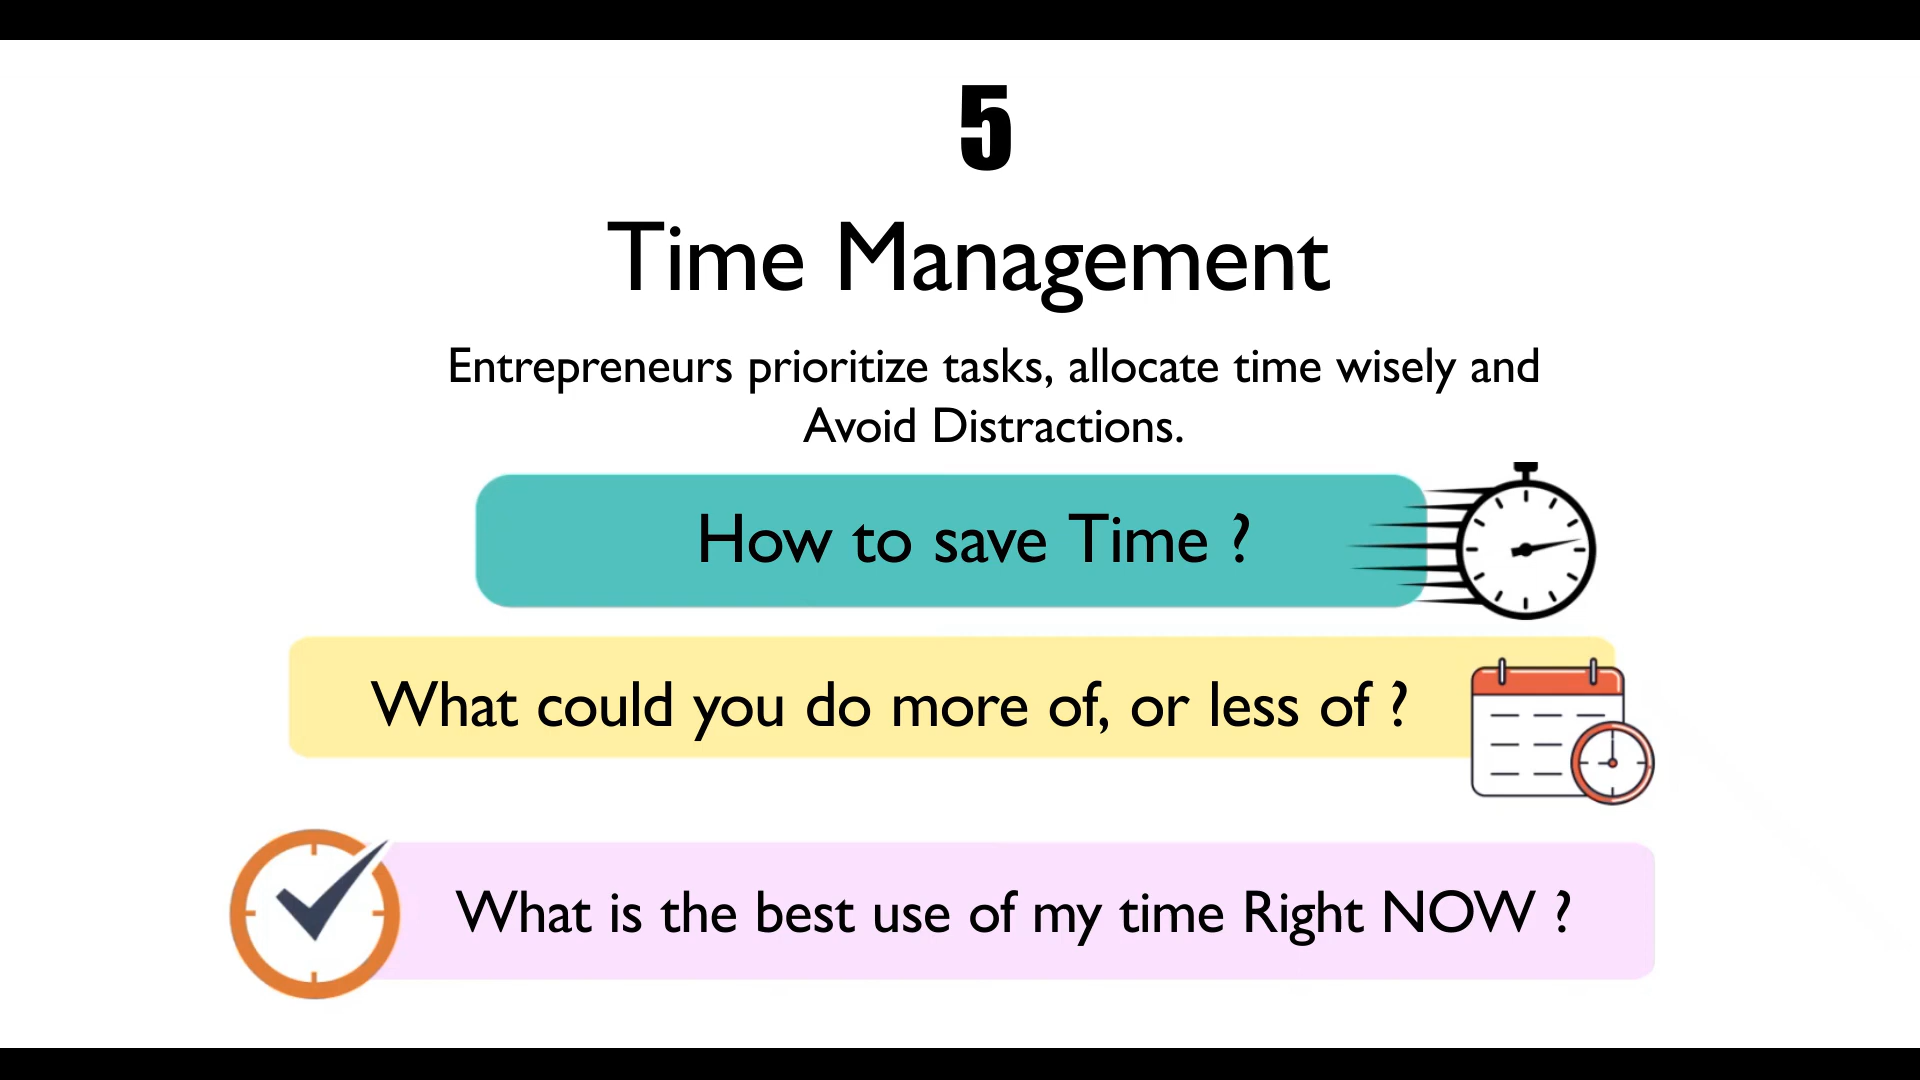 5
Time Management
Entrepreneurs prioritize tasks, allocate time wisely and
Avoid Distractions.
How to save Time ?
What could you do more of, or less of ?
What is the best use of my time Right NOW ?